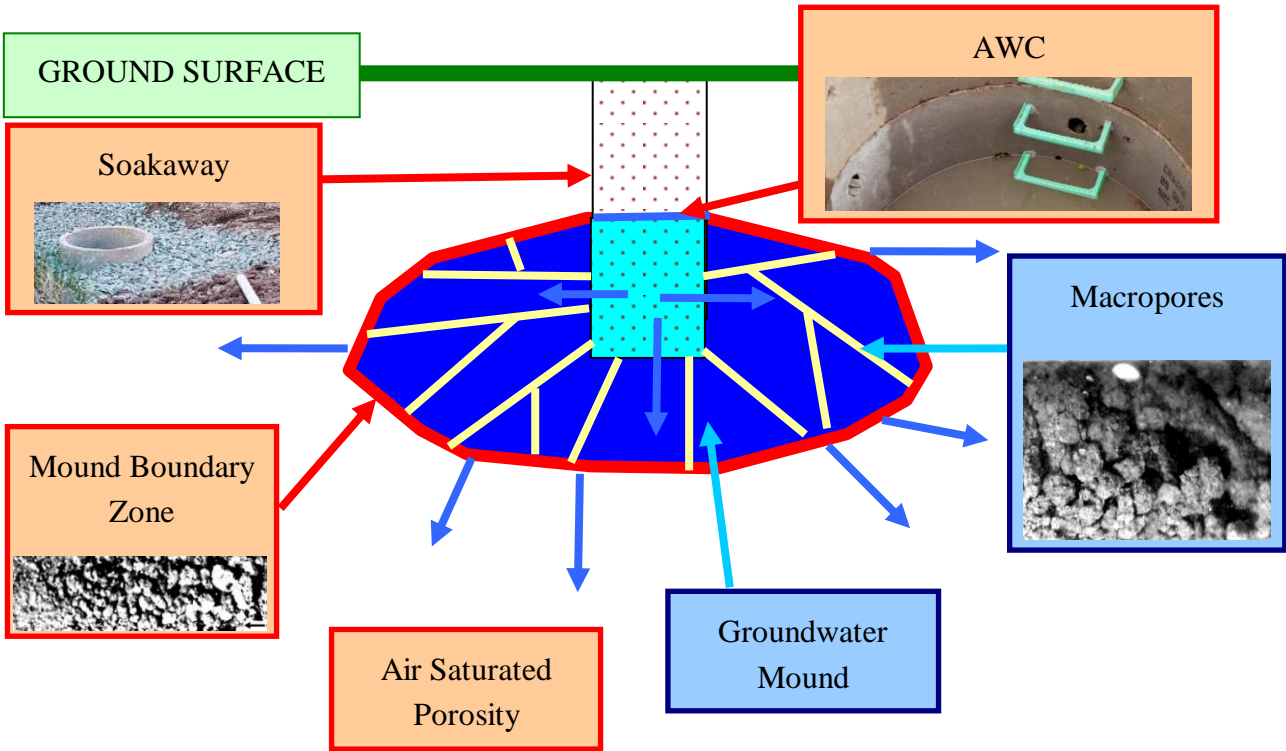 GROUND SURFACE
AWC
Soakaway
Macropores
Mound Boundary
Zone
Groundwater
Mound
Air Saturated
Porosity